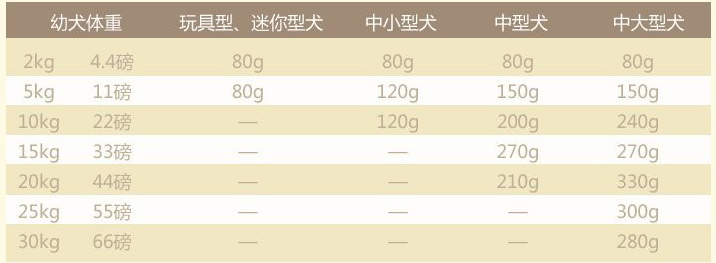 幼犬体重 玩具型、迷你型犬 中小型犬 中型犬 中大型犬
2kg 4.4磅 80g 80g 80g 80g
5kg 11磅 80g 120g 150g 150g
10kg 22磅 — 120g 200g 240g
15kg 33磅 — — 270g 270g
20kg 44磅 — — 210g 330g
25kg 55磅 — — — 300g
30kg 66磅 — — — 280g